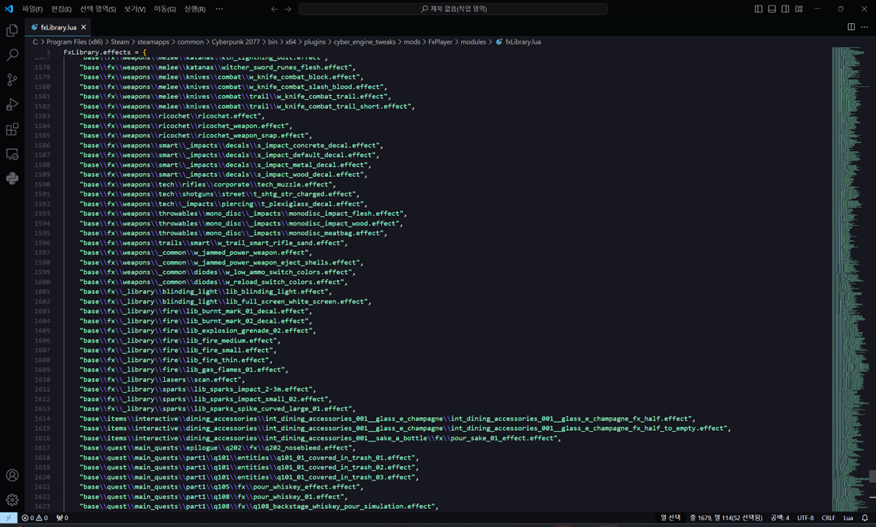 파일(F) 편집(E) 선택 영역(S) 보기(V) 이동(G) 실행(R) ···
제목 없음(작업 영역)
fxLibrary.lua
C: > Program Files (x86) > Steam > steamapps > common > Cyberpunk 2077 > bin > x64 > plugins > cyber_engine_tweaks > mods > FxPlayer > modules > fxLibrary.lua
FxLibrary.effects = {
1578 "base\\fx\\weapons\\melee\\katanas\\witcher_sword_runes_flesh.effect",
1579 "base\\fx\\weapons\\melee\\knives\\combat\\w_knife_combat_block.effect",
1580 "base\\fx\\weapons\\melee\\knives\\combat\\w_knife_combat_slash_blood.effect",
1581 "base\\fx\\weapons\\melee\\knives\\combat\\trail\\w_knife_combat_trail.effect",
1582 "base\\fx\\weapons\\melee\\knives\\combat\\trail\\w_knife_combat_trail_short.effect",
1583 "base\\fx\\weapons\\ricochet\\ricochet.effect",
1584 "base\\fx\\weapons\\ricochet\\ricochet_weapon.effect",
1585 "base\\fx\\weapons\\ricochet\\ricochet_weapon_snap.effect",
1586 "base\\fx\\weapons\\smart\\_impacts\\decals\\s_impact_concrete_decal.effect",
1587 "base\\fx\\weapons\\smart\\_impacts\\decals\\s_impact_default_decal.effect",
1588 "base\\fx\\weapons\\smart\\_impacts\\decals\\s_impact_metal_decal.effect",
1589 "base\\fx\\weapons\\smart\\_impacts\\decals\\s_impact_wood_decal.effect",
1590 "base\\fx\\weapons\\tech\\rifles\\corporate\\tech_muzzle.effect",
1591 "base\\fx\\weapons\\tech\\shotguns\\street\\t_shtg_str_charged.effect",
1592 "base\\fx\\weapons\\tech\\_impacts\\piercing\\t_plexiglass_decal.effect",
1593 "base\\fx\\weapons\\throwables\\mono_disc\\_impacts\\monodisc_impact_flesh.effect",
1594 "base\\fx\\weapons\\throwables\\mono_disc\\_impacts\\monodisc_impact_wood.effect",
1595 "base\\fx\\weapons\\throwables\\mono_disc\\_impacts\\monodisc_meatbag.effect",
1596 "base\\fx\\weapons\\trails\\smart\\w_trail_smart_rifle_sand.effect",
1597 "base\\fx\\weapons\\_common\\w_jammed_power_weapon.effect",
1598 "base\\fx\\weapons\\_common\\w_jammed_power_weapon_eject_shells.effect",
1599 "base\\fx\\weapons\\_common\\diodes\\w_low_ammo_switch_colors.effect",
1600 "base\\fx\\weapons\\_common\\diodes\\w_reload_switch_colors.effect",
1601 "base\\fx\\_library\\blinding_light\\lib_blinding_light.effect",
1602 "base\\fx\\_library\\blinding_light\\lib_full_screen_white_screen.effect",
1603 "base\\fx\\_library\\fire\\lib_burnt_mark_01_decal.effect",
1604 "base\\fx\\_library\\fire\\lib_burnt_mark_02_decal.effect",
1605 "base\\fx\\_library\\fire\\lib_explosion_grenade_02.effect",
1606 "base\\fx\\_library\\fire\\lib_fire_medium.effect",
1607 "base\\fx\\_library\\fire\\lib_fire_small.effect",
1608 "base\\fx\\_library\\fire\\lib_fire_thin.effect",
1609 "base\\fx\\_library\\fire\\lib_gas_flames_01.effect",
1610 "base\\fx\\_library\\lasers\\scan.effect",
1611 "base\\fx\\_library\\sparks\\lib_sparks_impact_2-3m.effect",
1612 "base\\fx\\_library\\sparks\\lib_sparks_impact_small_02.effect",
1613 "base\\fx\\_library\\sparks\\lib_sparks_spike_curved_large_01.effect",
1614 "base\\items\\interactive\\dining_accessories\\int_dining_accessories_001__glass_e_champagne\\int_dining_accessories_001__glass_e_champagne_fx_half.effect",
1615 "base\\items\\interactive\\dining_accessories\\int_dining_accessories_001__glass_e_champagne\\int_dining_accessories_001__glass_e_champagne_fx_half_to_empty.effect",
1616 "base\\items\\interactive\\dining_accessories\\int_dining_accessories_001__sake_a_bottle\\fx\\pour_sake_01_effect.effect",
1617 "base\\quest\\main_quests\\epilogue\\q202\\fx\\q202_nosebleed.effect",
1618 "base\\quest\\main_quests\\part1\\q101\\entities\\q101_01_covered_in_trash_01.effect",
1619 "base\\quest\\main_quests\\part1\\q101\\entities\\q101_01_covered_in_trash_02.effect",
1620 "base\\quest\\main_quests\\part1\\q101\\entities\\q101_01_covered_in_trash_03.effect",
1621 "base\\quest\\main_quests\\part1\\q105\\fx\\pour_whiskey.effect",
1622 "base\\quest\\main_quests\\part1\\q108\\fx\\pour_whiskey_01.effect",
1623 "base\\quest\\main_quests\\part1\\q108\\fx\\q108_backstage_whiskey_pour_simulation.effect",
0 0 0 열 선택 줄 1679, 열 114(52 선택됨) 공백: 4 UTF-8 CRLF Lua